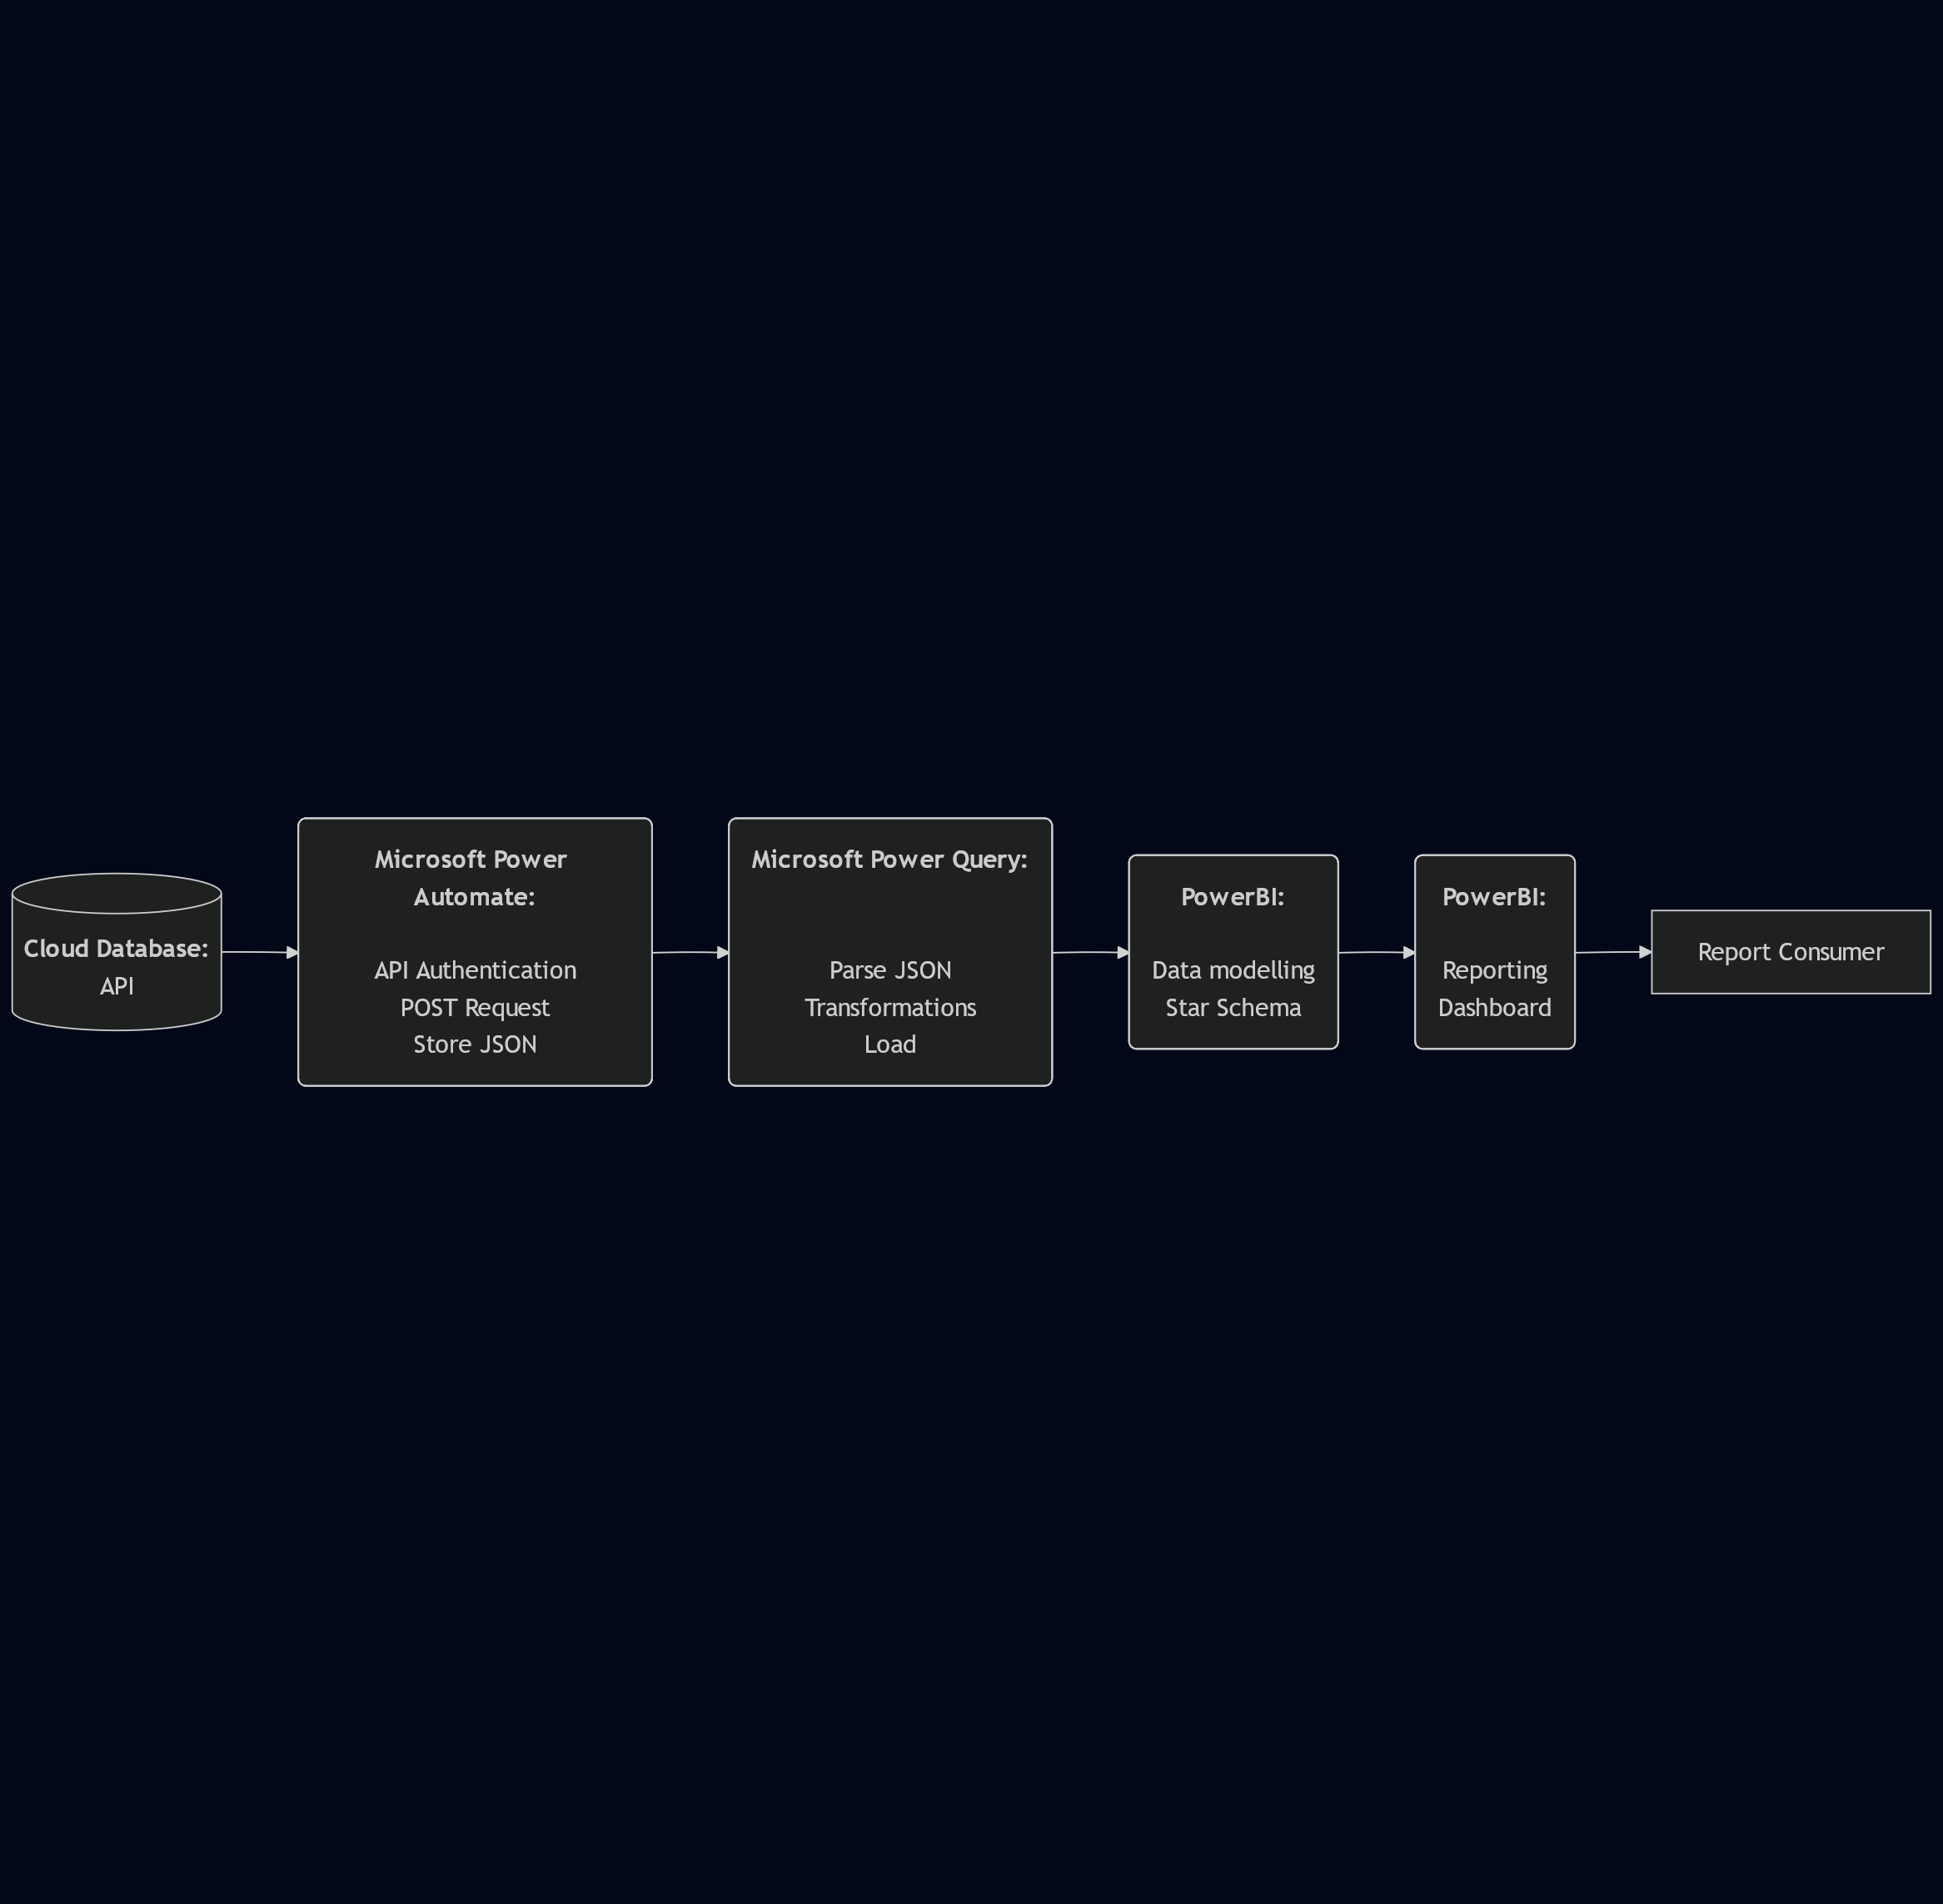 Cloud Database:
API
Microsoft Power
Automate:
API Authentication
POST Request
Store JSON
Microsoft Power Query:
Parse JSON
Transformations
Load
PowerBI:
Data modelling
Star Schema
PowerBI:
Reporting
Dashboard
Report Consumer